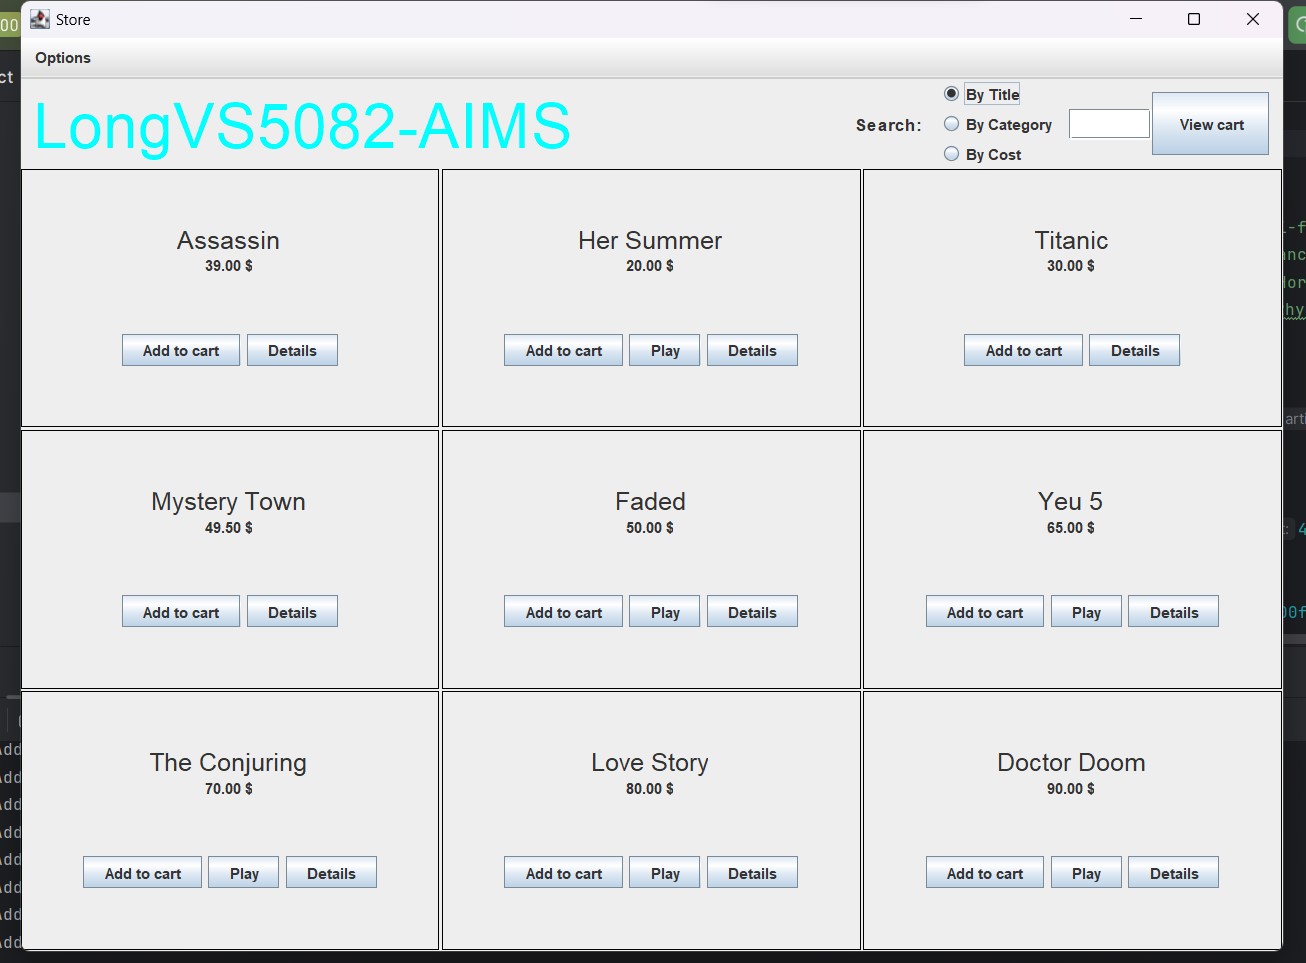 Store
Options
LongVS5082-AIMS
Search:
By Title
By Category
By Cost
View cart
Assassin
39.00 $
Add to cart
Details
Her Summer
20.00 $
Add to cart
Play
Details
Titanic
30.00 $
Add to cart
Details
Mystery Town
49.50 $
Add to cart
Details
Faded
50.00 $
Add to cart
Play
Details
Yeu 5
65.00 $
Add to cart
Play
Details
The Conjuring
70.00 $
Add to cart
Play
Details
Love Story
80.00 $
Add to cart
Play
Details
Doctor Doom
90.00 $
Add to cart
Play
Details